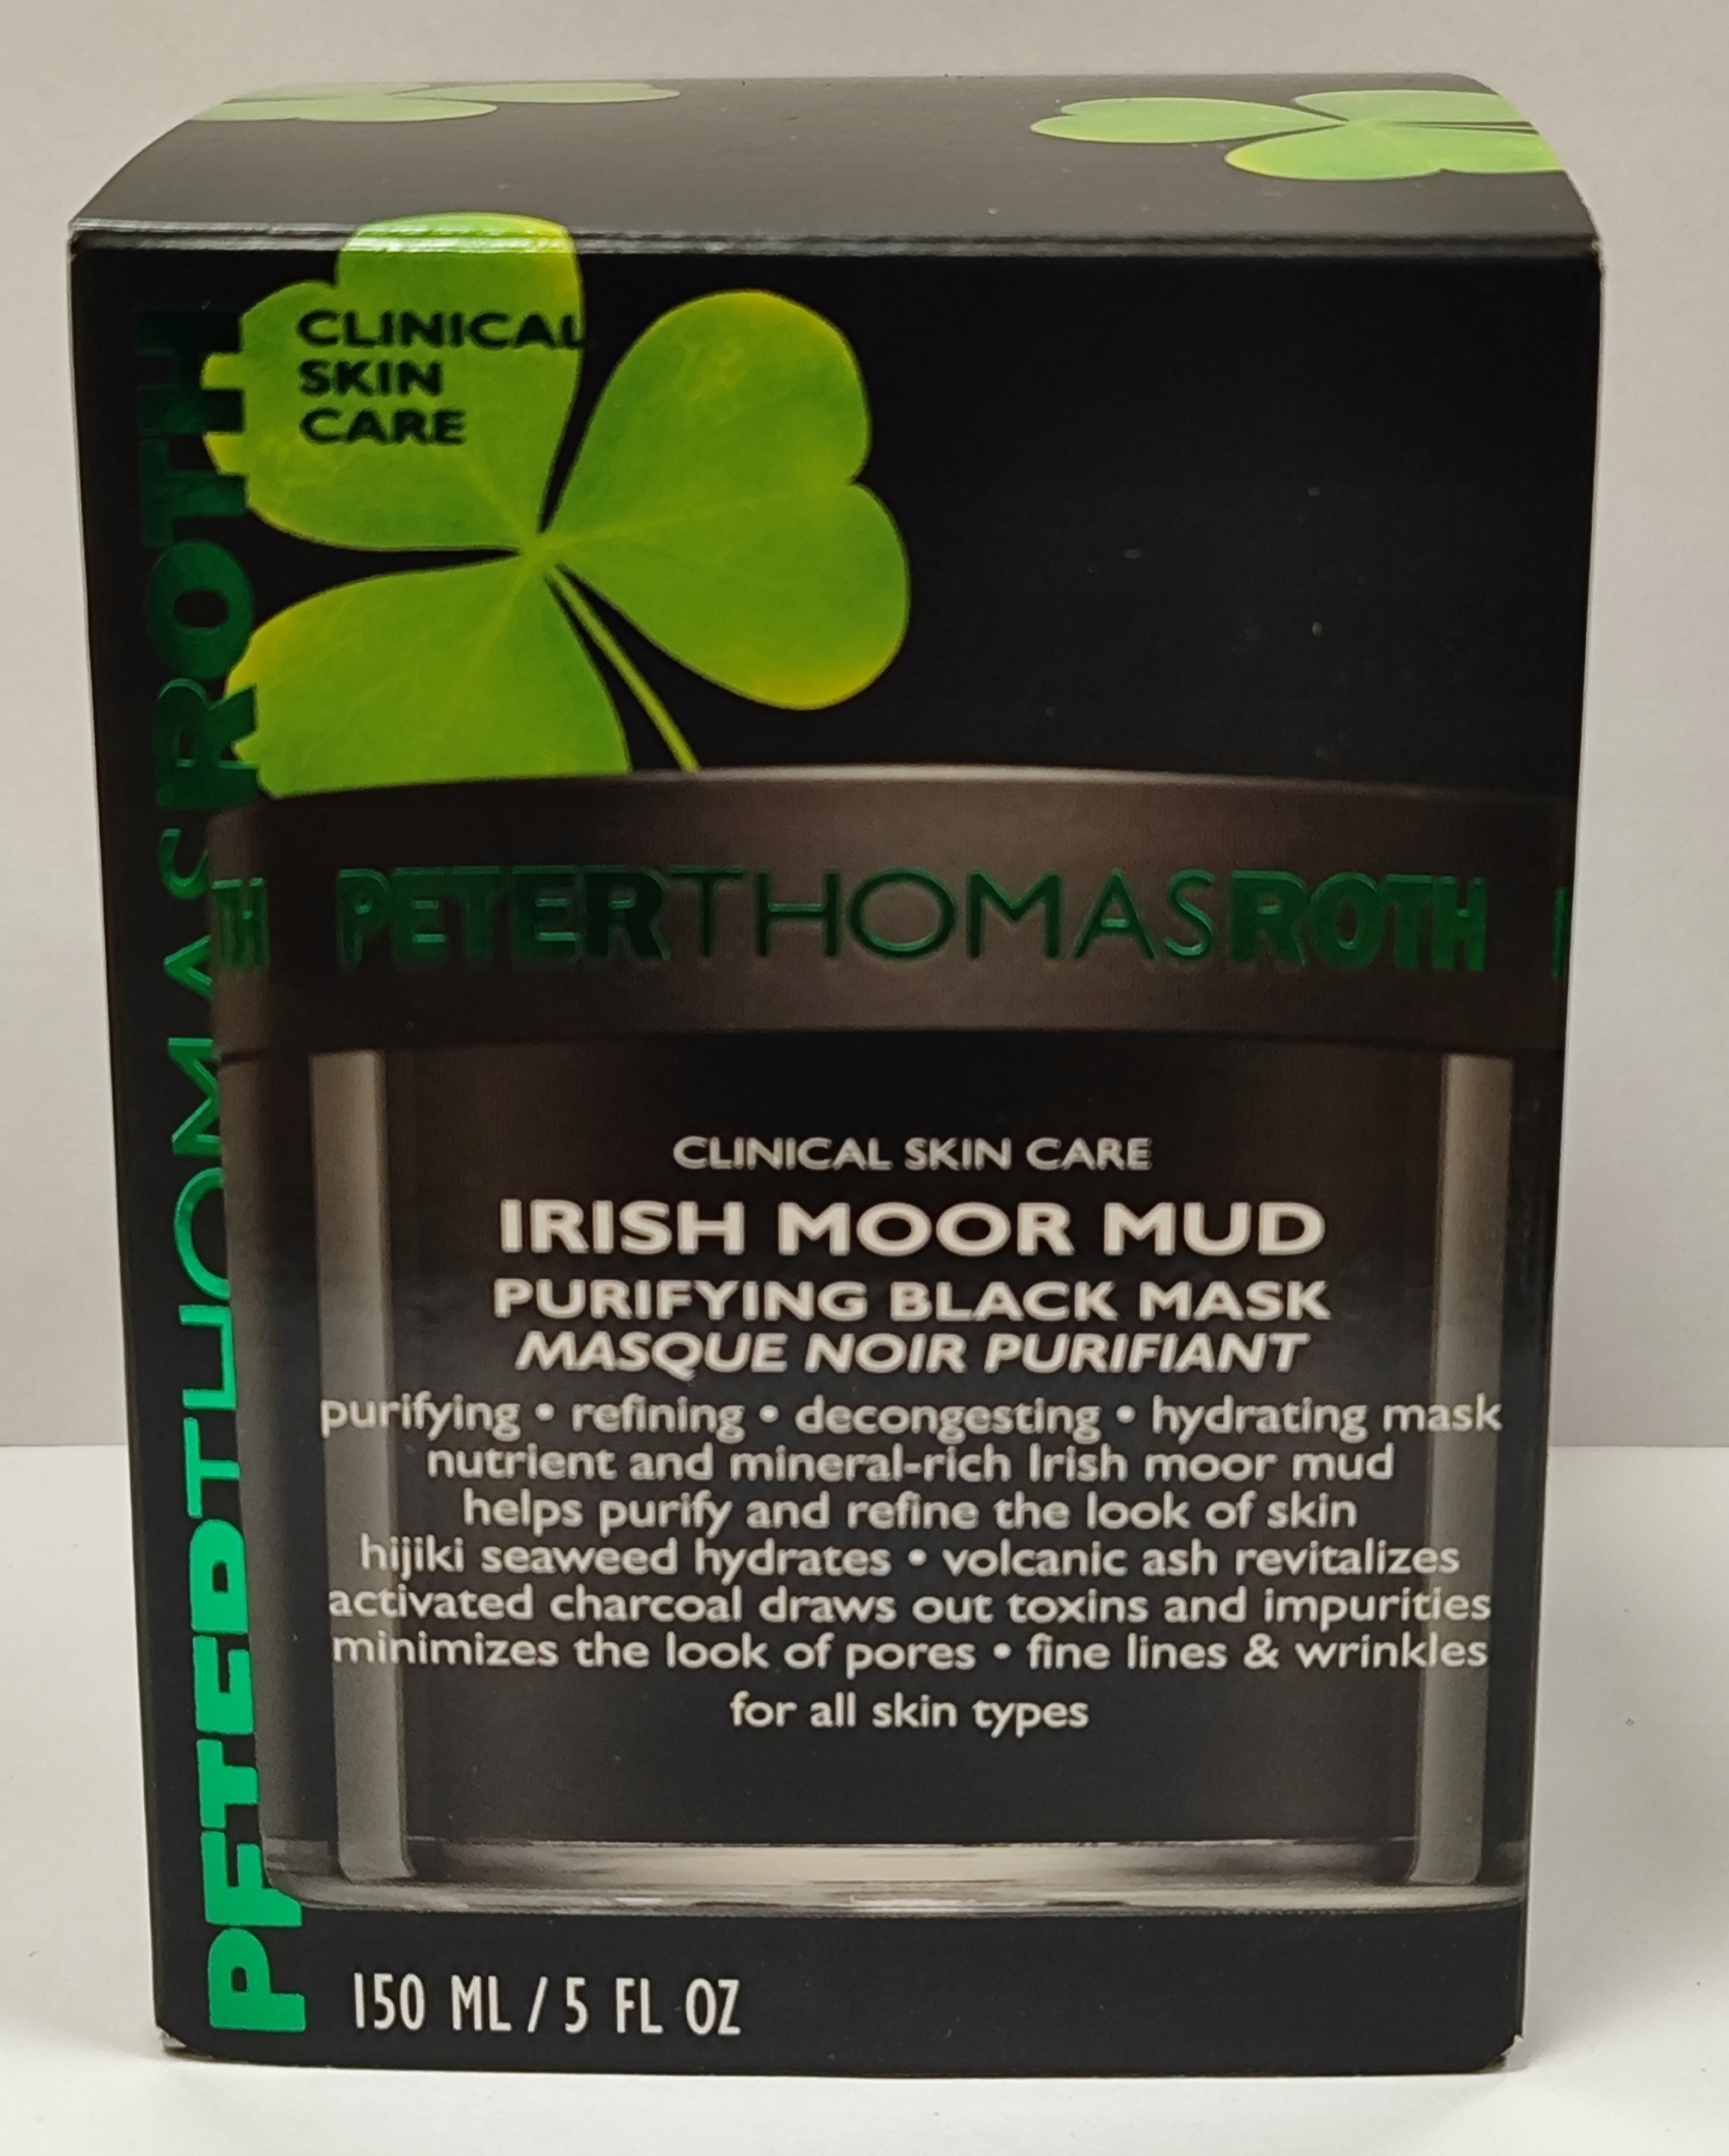 CLINICAL
SKIN
CARE
PETERTHOMASROTH
TH PETERTHOMASROTH
CLINICAL SKIN CARE
IRISH MOOR MUD
PURIFYING BLACK MASK
MASQUE NOIR PURIFIANT
purifying • refining • decongesting • hydrating mask
nutrient and mineral-rich Irish moor mud
helps purify and refine the look of skin
hijiki seaweed hydrates • volcanic ash revitalizes
activated charcoal draws out toxins and impurities
minimizes the look of pores • fine lines & wrinkles
for all skin types
150 ML / 5 FL OZ